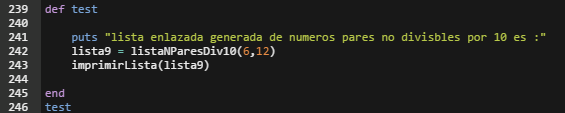 239 def test
240
241 puts "lista enlazada generada de numeros pares no divisbles por 10 es :"
242 lista9 = listaNParesDiv10(6,12)
243 imprimirLista(lista9)
244
245 end
246 test